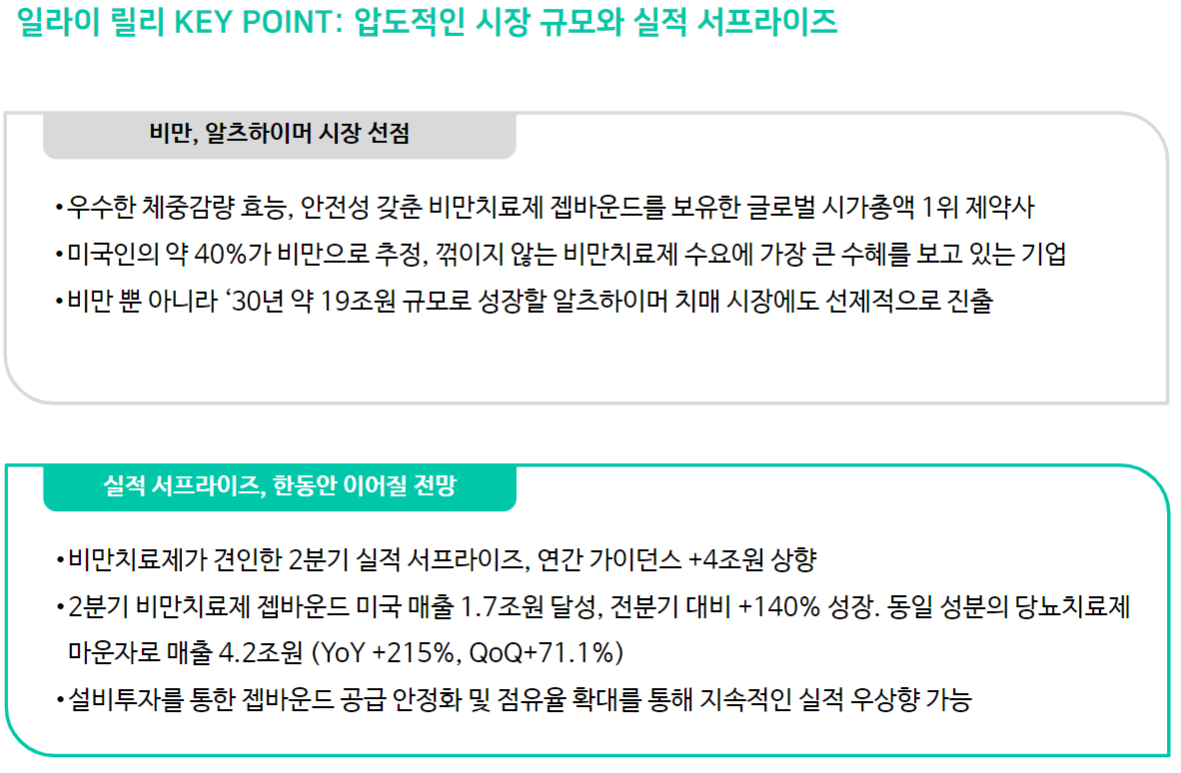 일라이 릴리 KEY POINT: 압도적인 시장 규모와 실적 서프라이즈
비만, 알츠하이머 시장 선점
•우수한 체중감량 효능, 안전성 갖춘 비만치료제 젭바운드를 보유한 글로벌 시가총액 1위 제약사
•미국인의 약 40%가 비만으로 추정, 꺾이지 않는 비만치료제 수요에 가장 큰 수혜를 보고 있는 기업
•비만 뿐 아니라 ‘30년 약 19조원 규모로 성장할 알츠하이머 치매 시장에도 선제적으로 진출
실적 서프라이즈, 한동안 이어질 전망
•비만치료제가 견인한 2분기 실적 서프라이즈, 연간 가이던스 +4조원 상향
•2분기 비만치료제 젭바운드 미국 매출 1.7조원 달성, 전분기 대비 +140% 성장. 동일 성분의 당뇨치료제
마운자로 매출 4.2조원 (YoY +215%, QoQ+71.1%)
•설비투자를 통한 젭바운드 공급 안정화 및 점유율 확대를 통해 지속적인 실적 우상향 가능